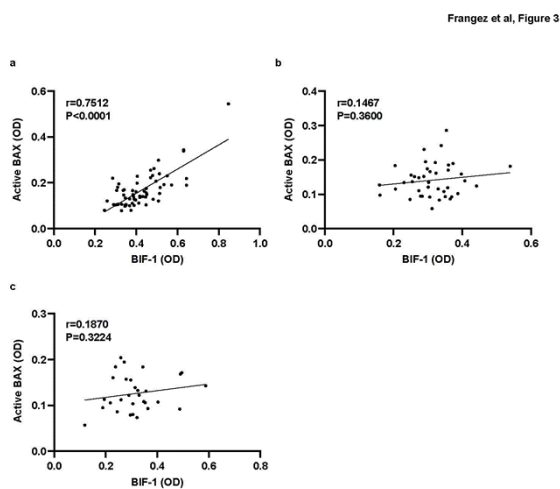 Frangez et al, Figure 3
a
r=0.7512
P<0.0001
Active BAX (OD)
0.6
0.4
0.2
0.0
0.0 0.2 0.4 0.6 0.8 1.0
BIF-1 (OD)
b
r=0.1467
P=0.3600
Active BAX (OD)
0.4
0.3
0.2
0.1
0.0
0.0 0.2 0.4 0.6
BIF-1 (OD)
c
r=0.1870
P=0.3224
Active BAX (OD)
0.3
0.2
0.1
0.0
0.0 0.2 0.4 0.6 0.8
BIF-1 (OD)